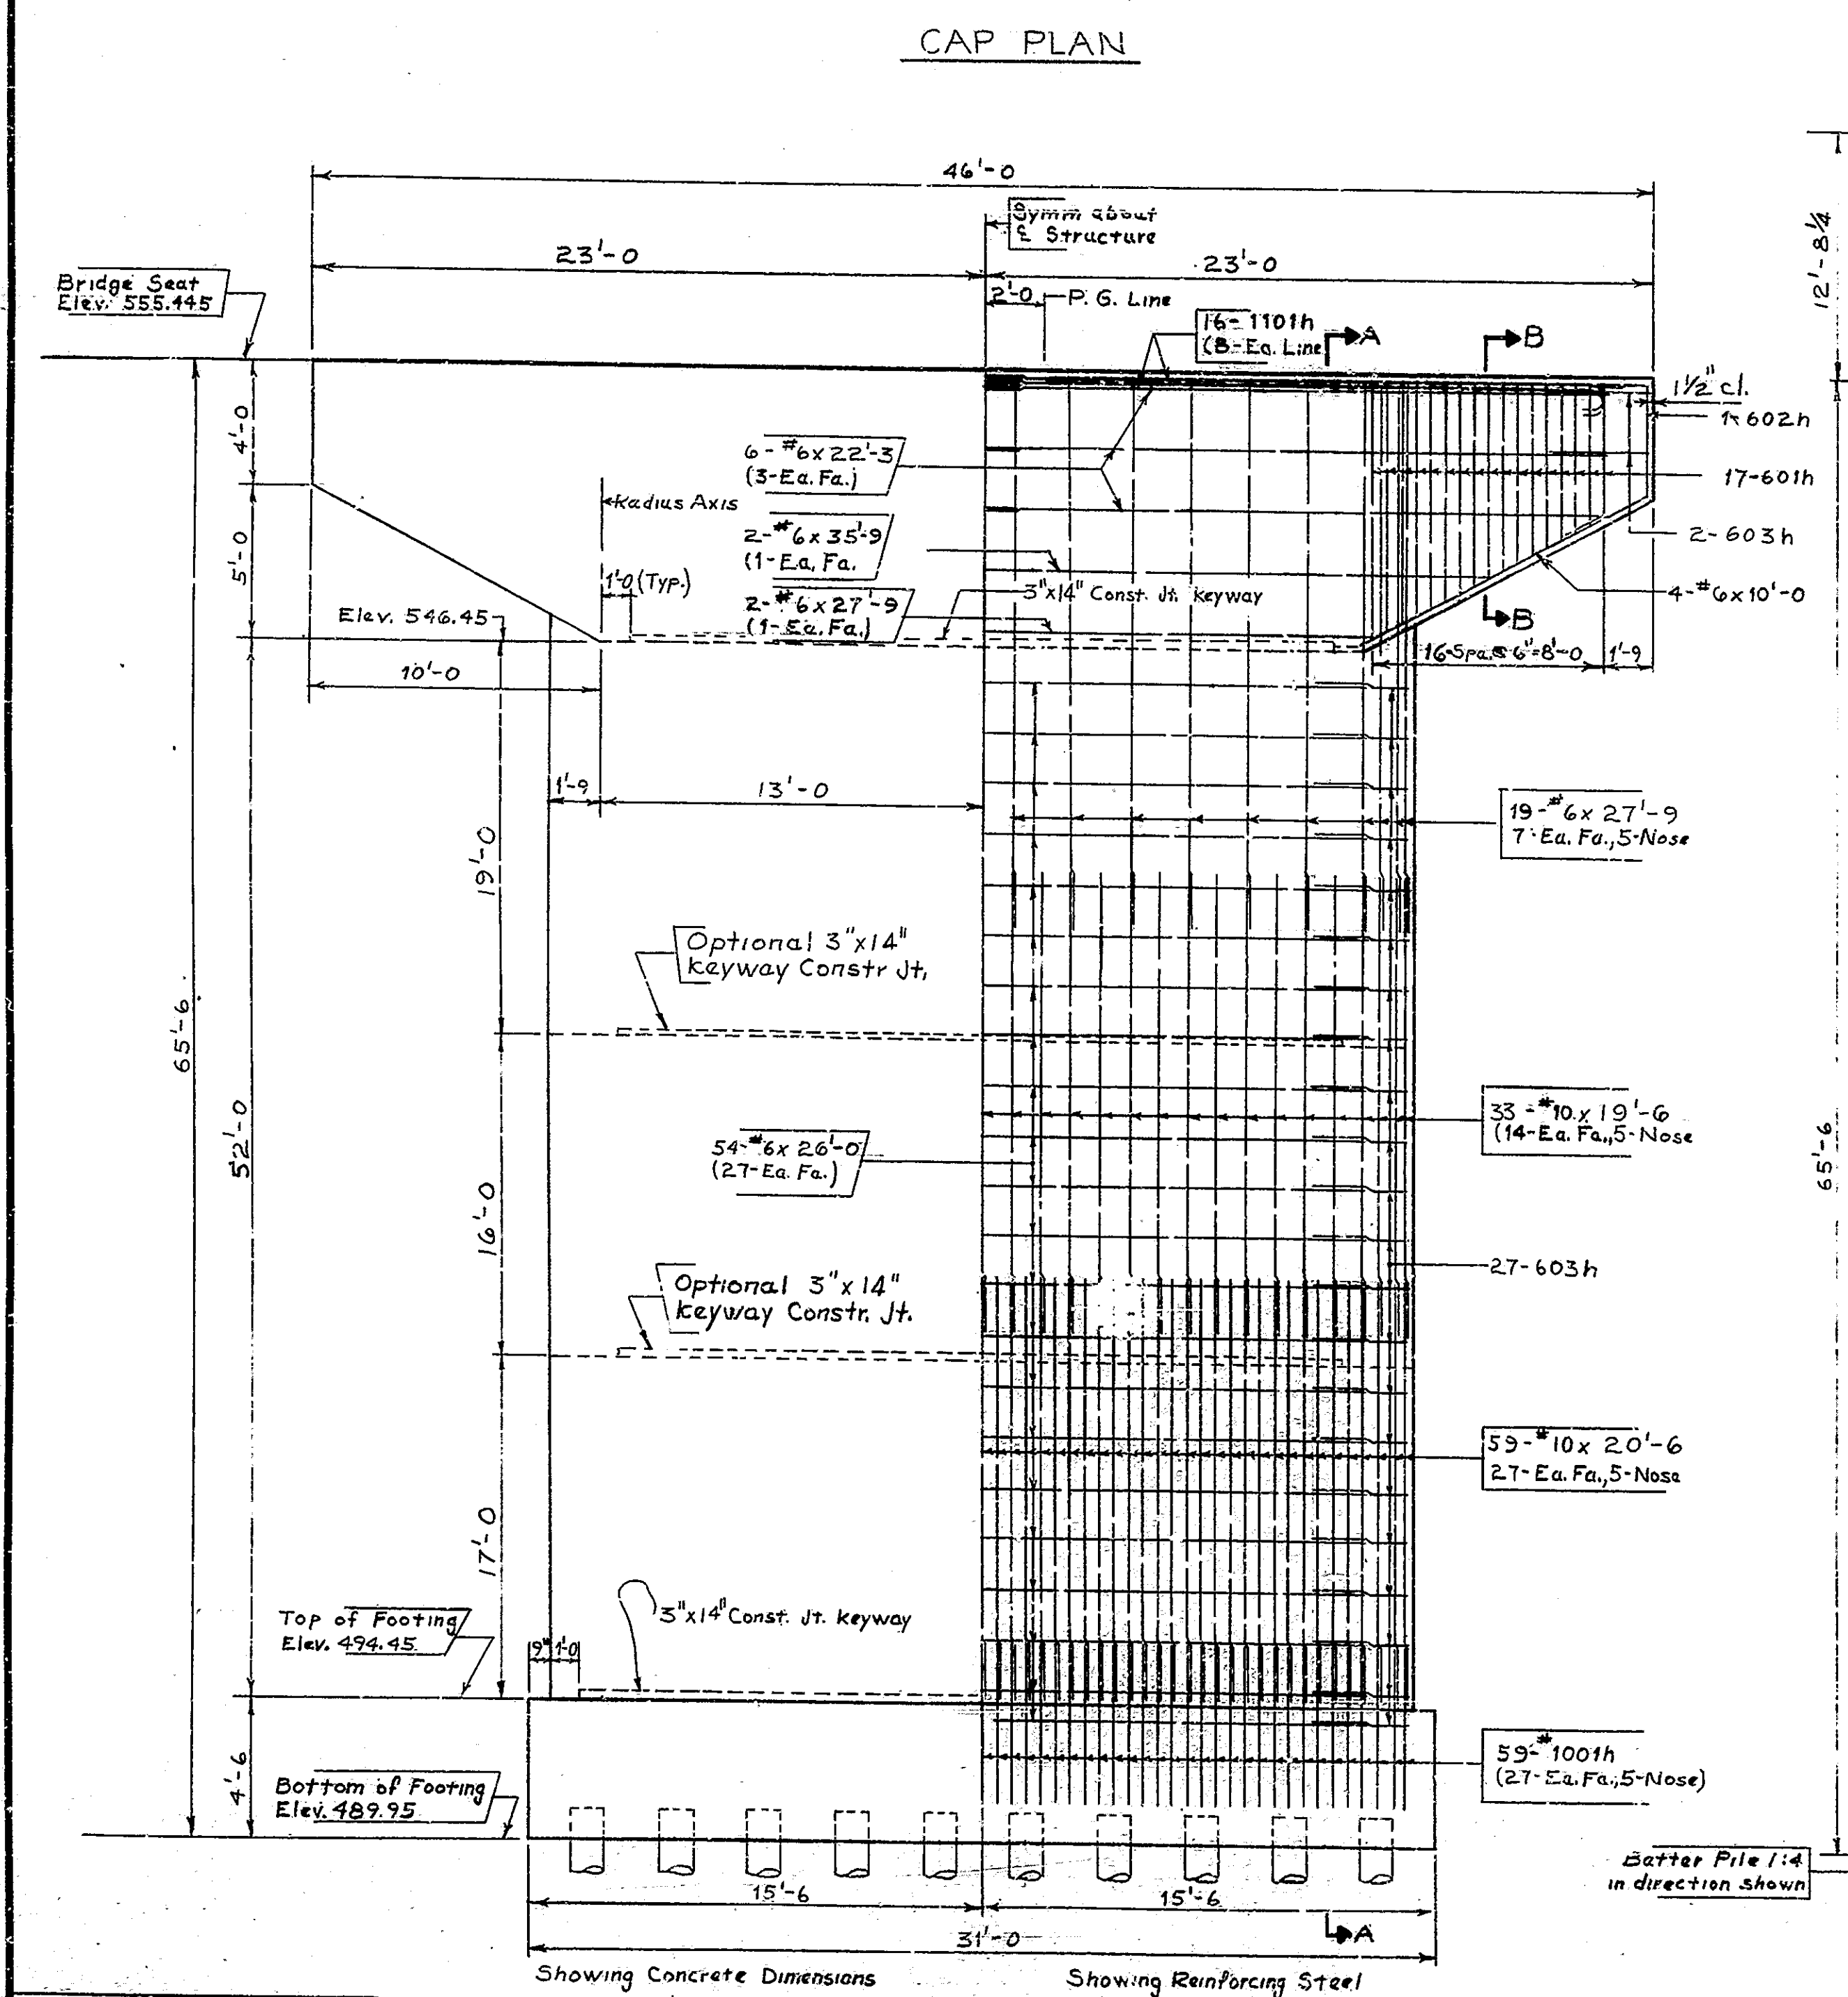 CAP PLAN
46'-0
Symm about
℄ Structure
23'-0
23'-0
Bridge Seat
Elev. 555.445
2'-0
P. G. Line
16-1101h
(8-Ea. Line
A
B
12'-8¼
1½" cl.
1-602h
4'-0
6-#6x22'-3
(3-Ea. Fa.)
17-601h
Radius Axis
2-#6x35'-9
(1-Ea. Fa.
2-603h
5'-0
1'-0 (Typ.)
3"x14" Const. Jt. Keyway
4-#6x10'-0
2-#6x27'-9
(1-Ea. Fa.)
Elev. 546.45
B
16 Spa. @ 6"=8'-0
1'-9
10'-0
1'-9
13'-0
19-#6x27'-9
7-Ea. Fa., 5-Nose
19'-0
Optional 3"x14"
Keyway Constr Jt.
65'-6
52'-0
33-#10x19'-6
(14-Ea. Fa., 5-Nose
65'-6
54-#6x26'-0
(27-Ea. Fa.)
16'-0
27-603h
Optional 3"x14"
Keyway Constr. Jt.
59-#10x20'-6
27-Ea. Fa., 5-Nose
17'-0
Top of Footing
Elev. 494.45
3"x14" Const. Jt. Keyway
9"
1'-0
59-#1001h
(27-Ea. Fa., 5-Nose)
4'-6
Bottom of Footing
Elev. 489.95
Batter Pile 1:4
in direction shown
15'-6
15'-6
A
31'-0
Showing Concrete Dimensions
Showing Reinforcing Steel